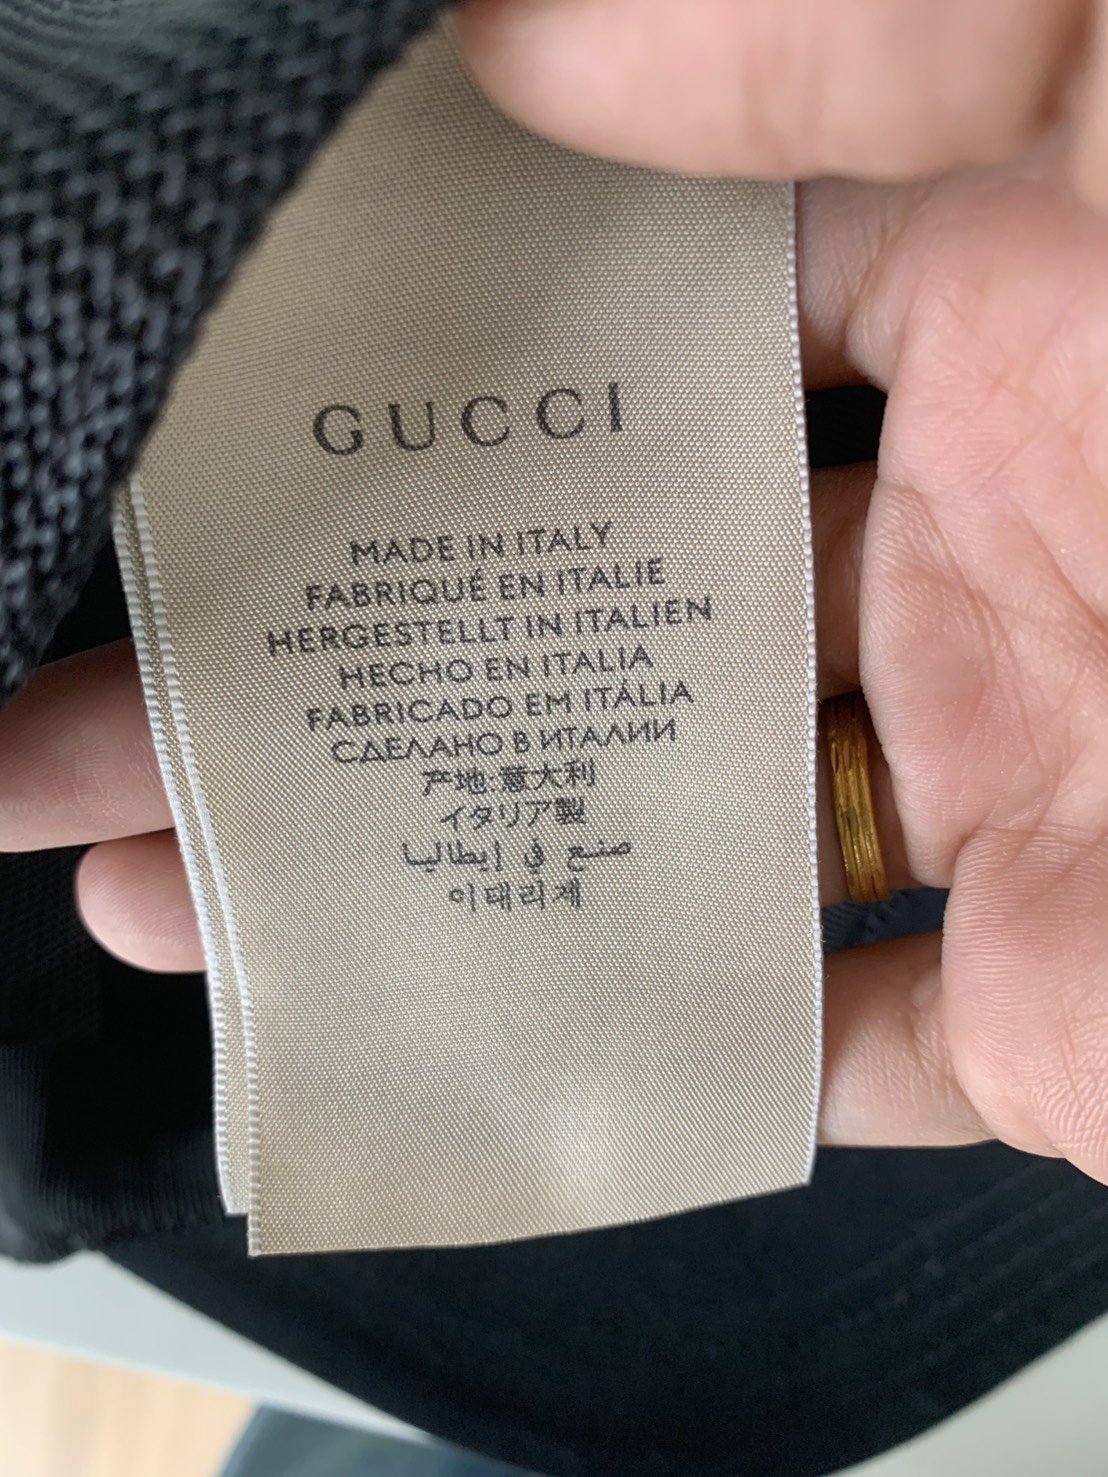 GUCCI
MADE IN ITALY
FABRIQUÉ EN ITALIE
HERGESTELLT IN ITALIEN
HECHO EN ITALIA
FABRICADO EM ITÁLIA
СДЕЛАНО В ИТАЛИИ
产地:意大利
イタリア製
صنع في إيطاليا
이태리제